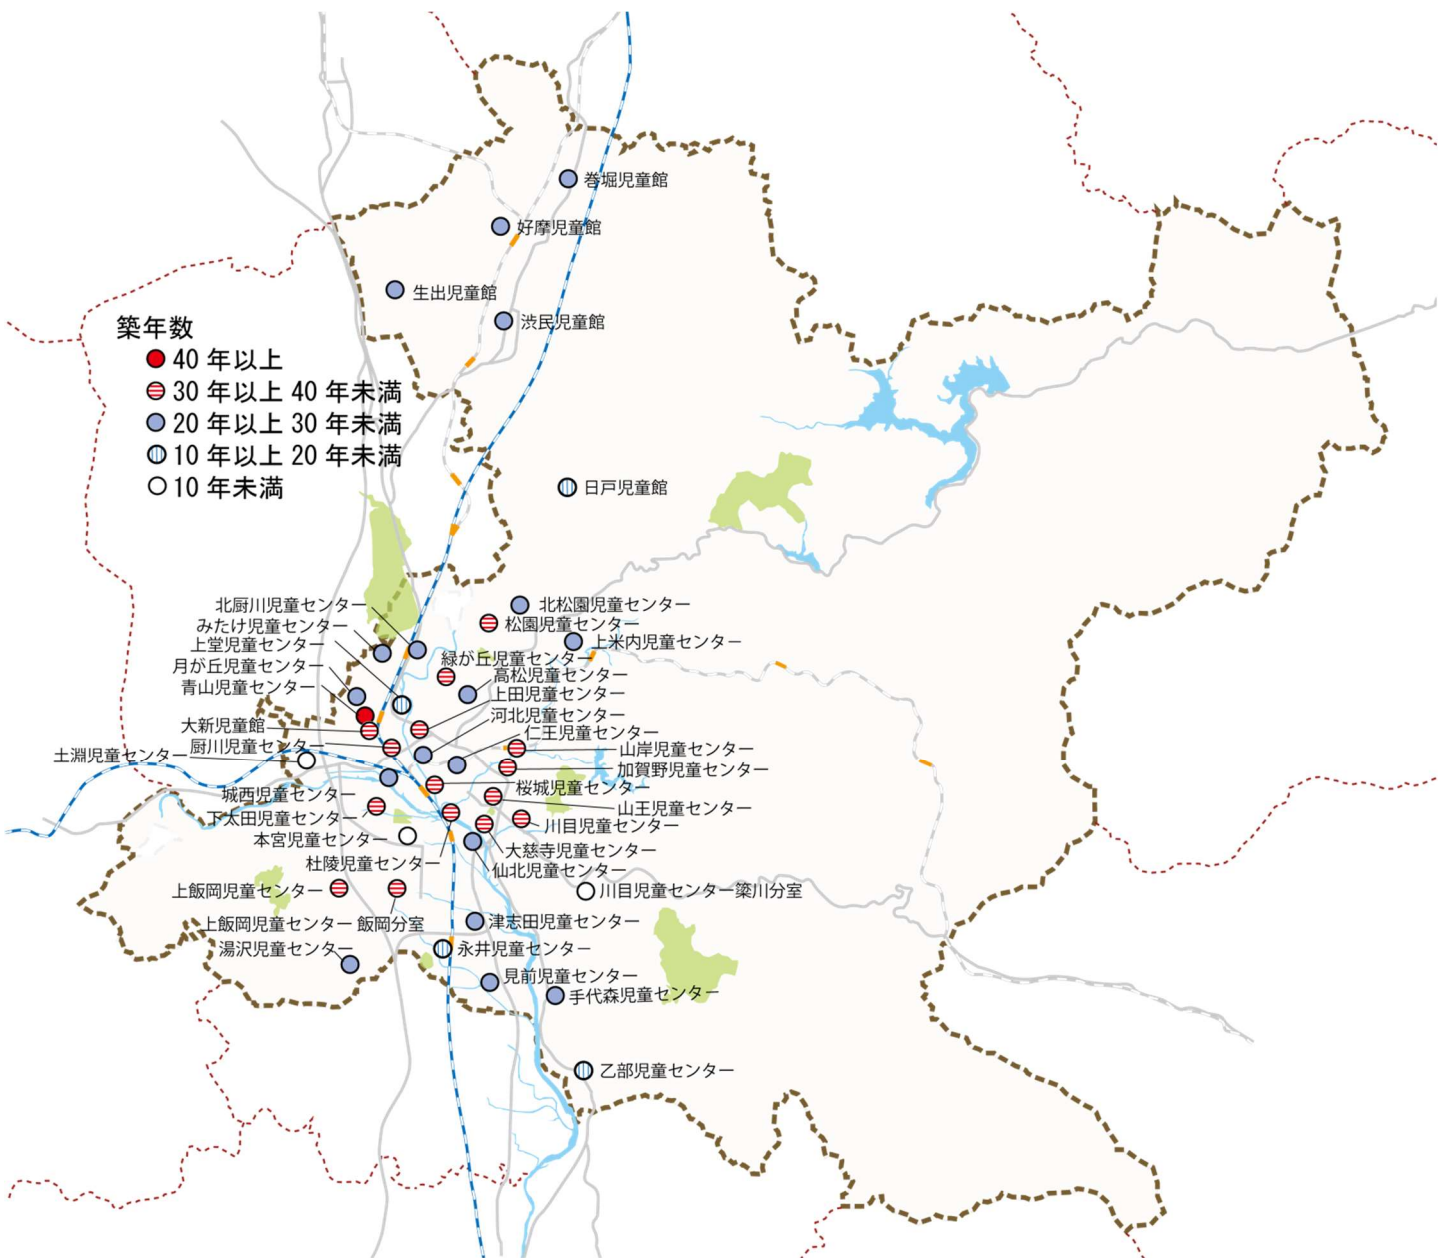 巻堀児童館
好摩児童館
生出児童館
渋民児童館
築年数
40 年以上
30 年以上 40 年未満
20 年以上 30 年未満
10 年以上 20 年未満
10 年未満
日戸児童館
北厨川児童センター
北松園児童センター
みたけ児童センター
松園児童センター
上堂児童センター
上米内児童センター
月が丘児童センター
緑が丘児童センター
青山児童センター
高松児童センター
上田児童センター
大新児童館
河北児童センター
仁王児童センター
厨川児童センター
山岸児童センター
土淵児童センター
加賀野児童センター
城西児童センター
桜城児童センター
下太田児童センター
山王児童センター
川目児童センター
本宮児童センター
大慈寺児童センター
杜陵児童センター
仙北児童センター
上飯岡児童センター
川目児童センター簗川分室
上飯岡児童センター 飯岡分室
津志田児童センター
湯沢児童センター
永井児童センター
見前児童センター
手代森児童センター
乙部児童センター